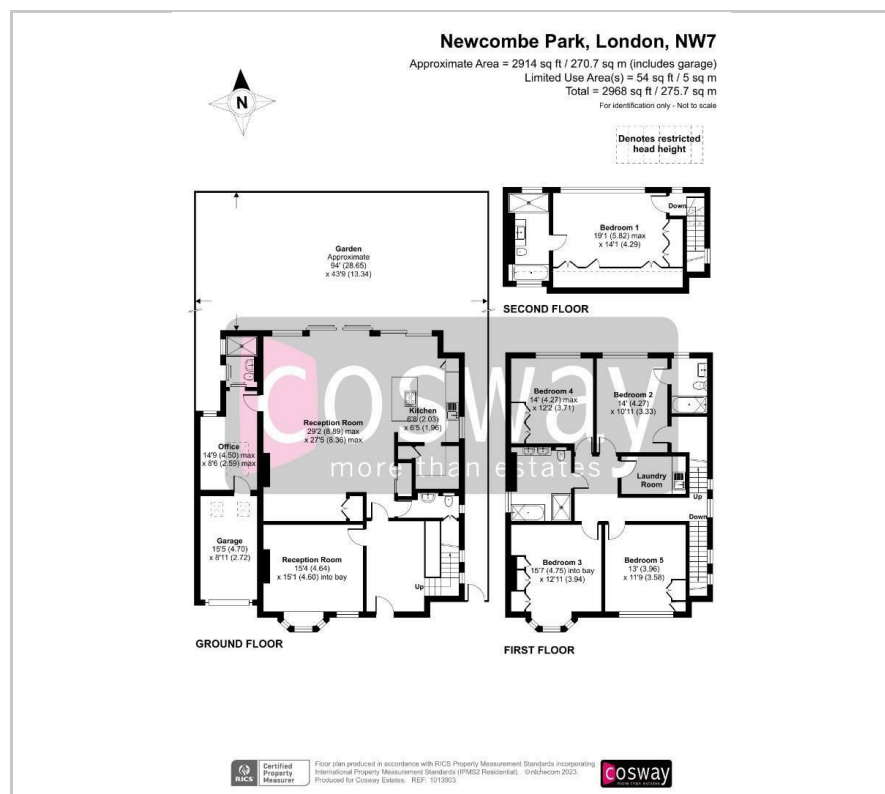 Newcombe Park, London, NW7
Approximate Area = 2914 sq ft / 270.7 sq m (includes garage)
Limited Use Area(s) = 54 sq ft / 5 sq m
Total = 2968 sq ft / 275.7 sq m
For identification only - Not to scale
N
Denotes restricted
head height
Garden
Approximate
94' (28.65)
x 43'9 (13.34)
Down
Bedroom 1
19'1 (5.82) max
x 14'1 (4.29)
SECOND FLOOR
cosway
more than estates
Reception Room
29'2 (8.89) max
x 27'5 (8.36) max
Kitchen
6'8 (2.03)
x 6'5 (1.96)
Office
14'9 (4.50) max
x 8'6 (2.59) max
Garage
15'5 (4.70)
x 8'11 (2.72)
Reception Room
15'4 (4.64)
x 15'1 (4.60) into bay
Up
GROUND FLOOR
Bedroom 4
14' (4.27) max
x 12'2 (3.71)
Bedroom 2
14' (4.27)
x 10'11 (3.33)
Laundry
Room
Up
Down
Bedroom 3
15'7 (4.75) into bay
x 12'11 (3.94)
Bedroom 5
13' (3.96)
x 11'9 (3.58)
FIRST FLOOR
RICS
Certified
Property
Measurer
Floor plan produced in accordance with RICS Property Measurement Standards incorporating
International Property Measurement Standards (IPMS2 Residential). ©nichecom 2023.
Produced for Cosway Estates. REF: 1013903
cosway
more than estates